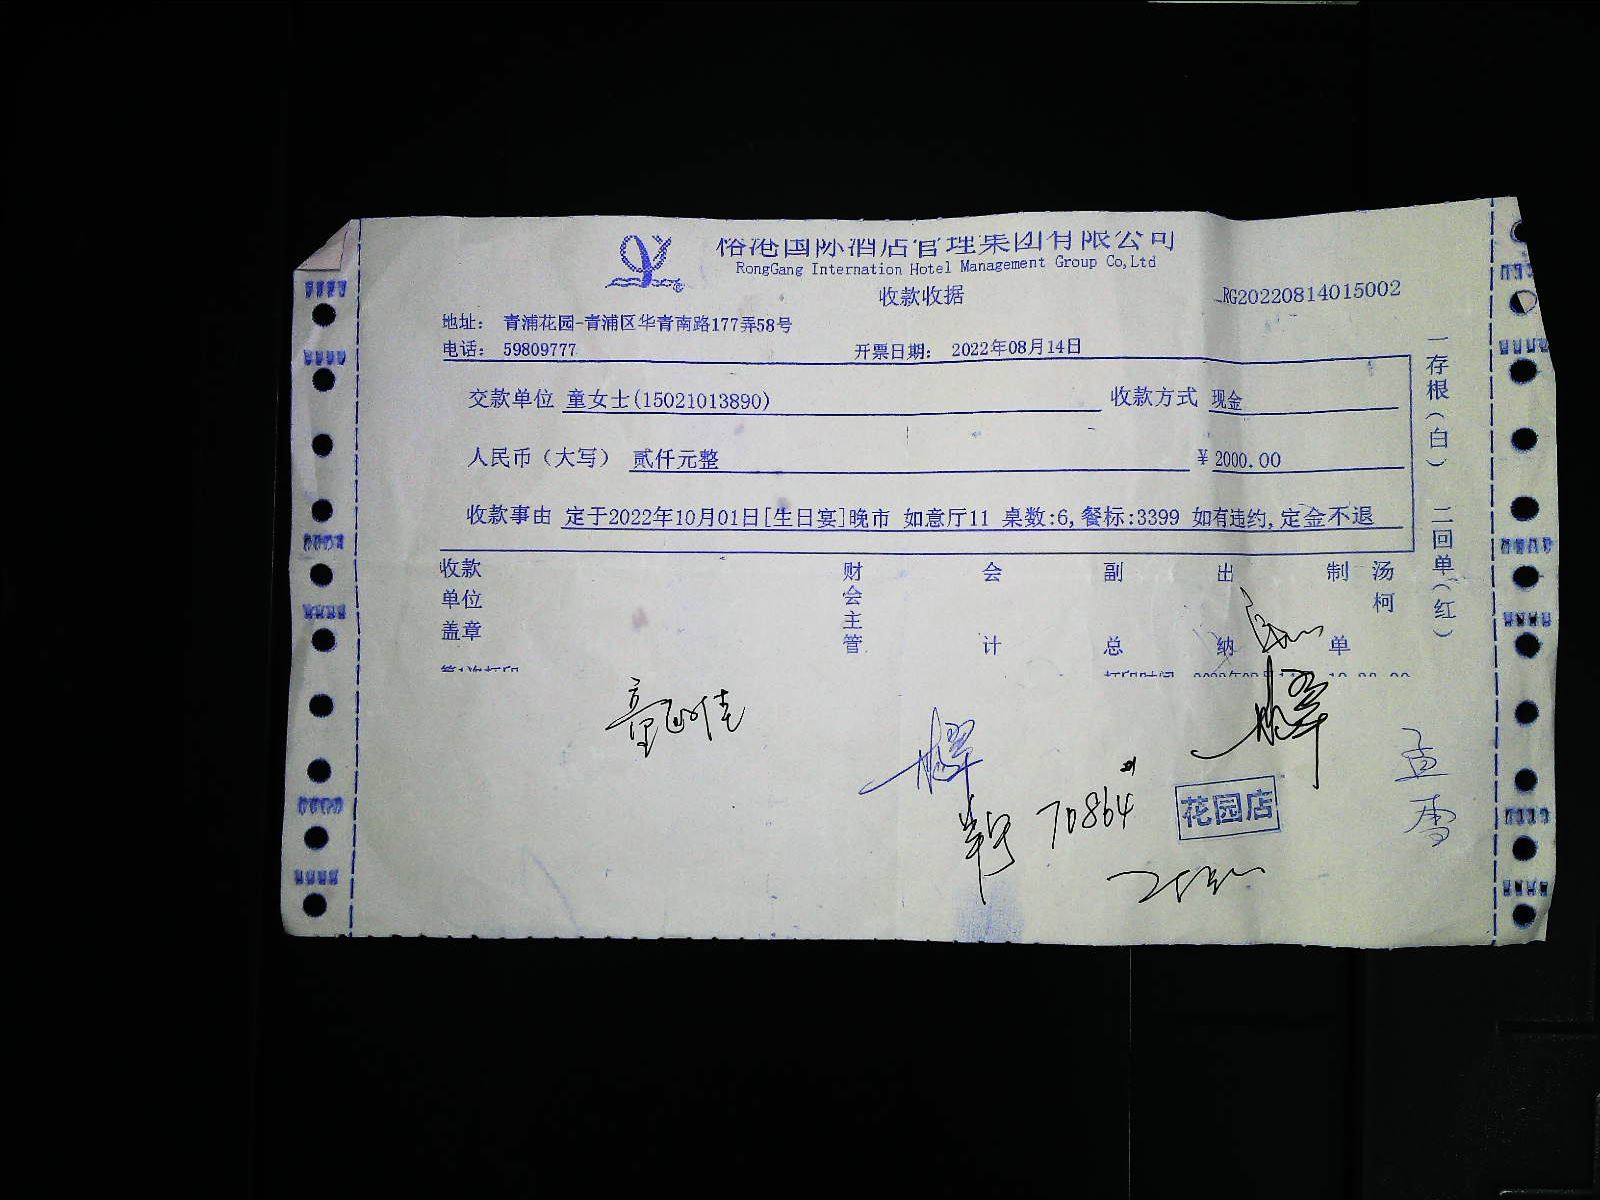 榕港国际酒店管理集团有限公司
RongGang Internation Hotel Management Group Co,Ltd
收款收据
RG20220814015002
地址： 青浦花园-青浦区华青南路177弄58号
电话： 59809777 开票日期： 2022年08月14日
交款单位 童女士(15021013890) 收款方式 现金
人民币（大写） 贰仟元整 ¥ 2000.00
收款事由 定于2022年10月01日[生日宴]晚市 如意厅11 桌数:6,餐标:3399 如有违约,定金不退
收款单位盖章 财会主管 会计 副总 出纳 制单 汤柯
一存根（白） 二回单（红）
70864
花园店
孟雪